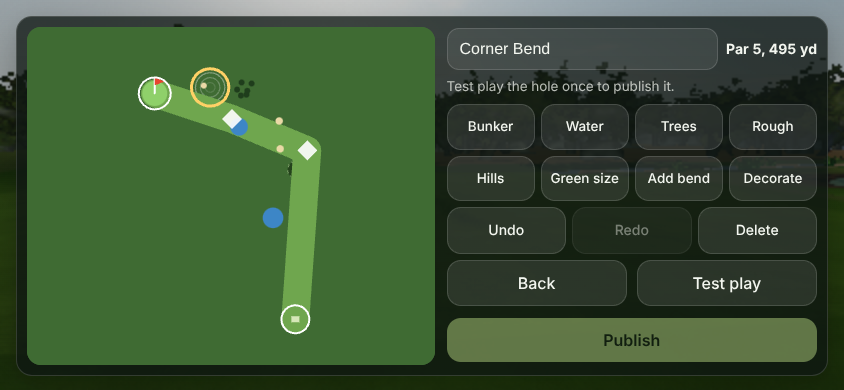 Corner Bend
Par 5, 495 yd
Test play the hole once to publish it.
Bunker
Water
Trees
Rough
Hills
Green size
Add bend
Decorate
Undo
Redo
Delete
Back
Test play
Publish